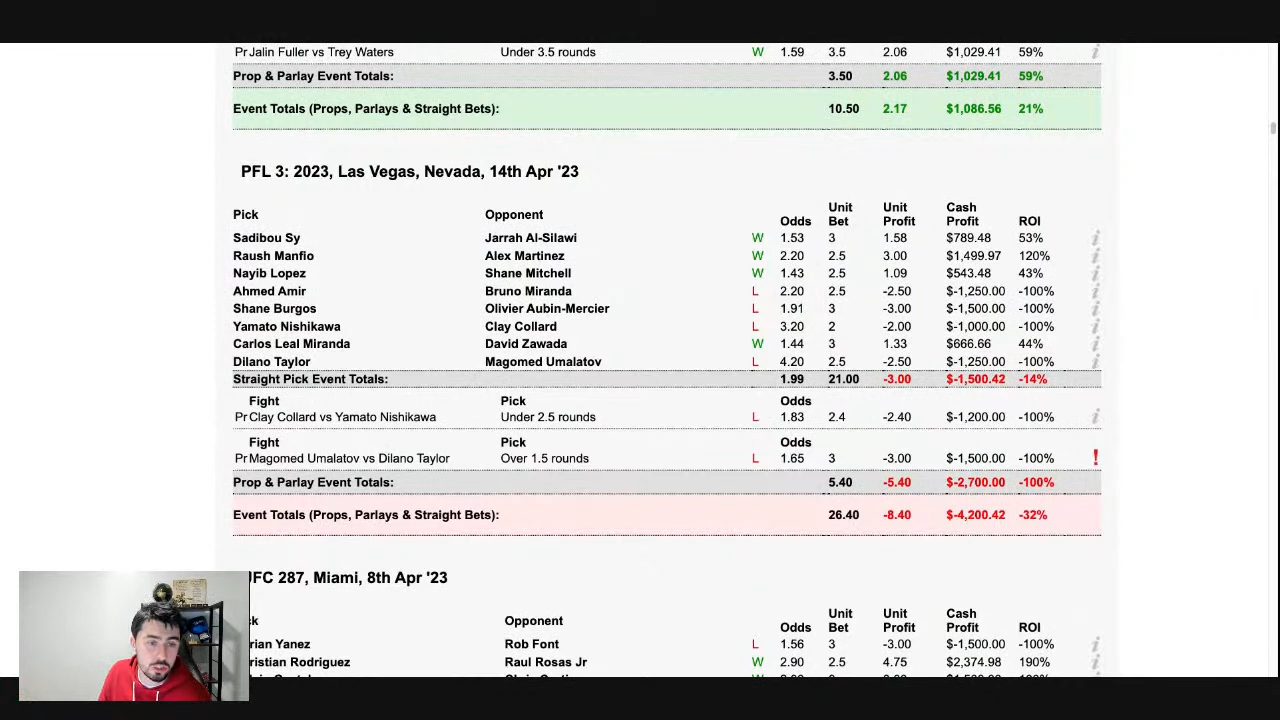 Pr Jalin Fuller vs Trey Waters Under 3.5 rounds W 1.59 3.5 2.06 $1,029.41 59%
Prop & Parlay Event Totals: 3.50 2.06 $1,029.41 59%
Event Totals (Props, Parlays & Straight Bets): 10.50 2.17 $1,086.56 21%
PFL 3: 2023, Las Vegas, Nevada, 14th Apr '23
Pick Opponent Odds Unit Bet Unit Profit Cash Profit ROI
Sadibou Sy Jarrah Al-Silawi W 1.53 3 1.58 $789.48 53%
Raush Manfio Alex Martinez W 2.20 2.5 3.00 $1,499.97 120%
Nayib Lopez Shane Mitchell W 1.43 2.5 1.09 $543.48 43%
Ahmed Amir Bruno Miranda L 2.20 2.5 -2.50 $-1,250.00 -100%
Shane Burgos Olivier Aubin-Mercier L 1.91 3 -3.00 $-1,500.00 -100%
Yamato Nishikawa Clay Collard L 3.20 2 -2.00 $-1,000.00 -100%
Carlos Leal Miranda David Zawada W 1.44 3 1.33 $666.66 44%
Dilano Taylor Magomed Umalatov L 4.20 2.5 -2.50 $-1,250.00 -100%
Straight Pick Event Totals: 1.99 21.00 -3.00 $-1,500.42 -14%
Fight Pick Odds
Pr Clay Collard vs Yamato Nishikawa Under 2.5 rounds L 1.83 2.4 -2.40 $-1,200.00 -100%
Fight Pick Odds
Pr Magomed Umalatov vs Dilano Taylor Over 1.5 rounds L 1.65 3 -3.00 $-1,500.00 -100% !
Prop & Parlay Event Totals: 5.40 -5.40 $-2,700.00 -100%
Event Totals (Props, Parlays & Straight Bets): 26.40 -8.40 $-4,200.42 -32%
JFC 287, Miami, 8th Apr '23
ck Opponent Odds Unit Bet Unit Profit Cash Profit ROI
rian Yanez Rob Font L 1.56 3 -3.00 $-1,500.00 -100%
ristian Rodriguez Raul Rosas Jr W 2.90 2.5 4.75 $2,374.98 190%